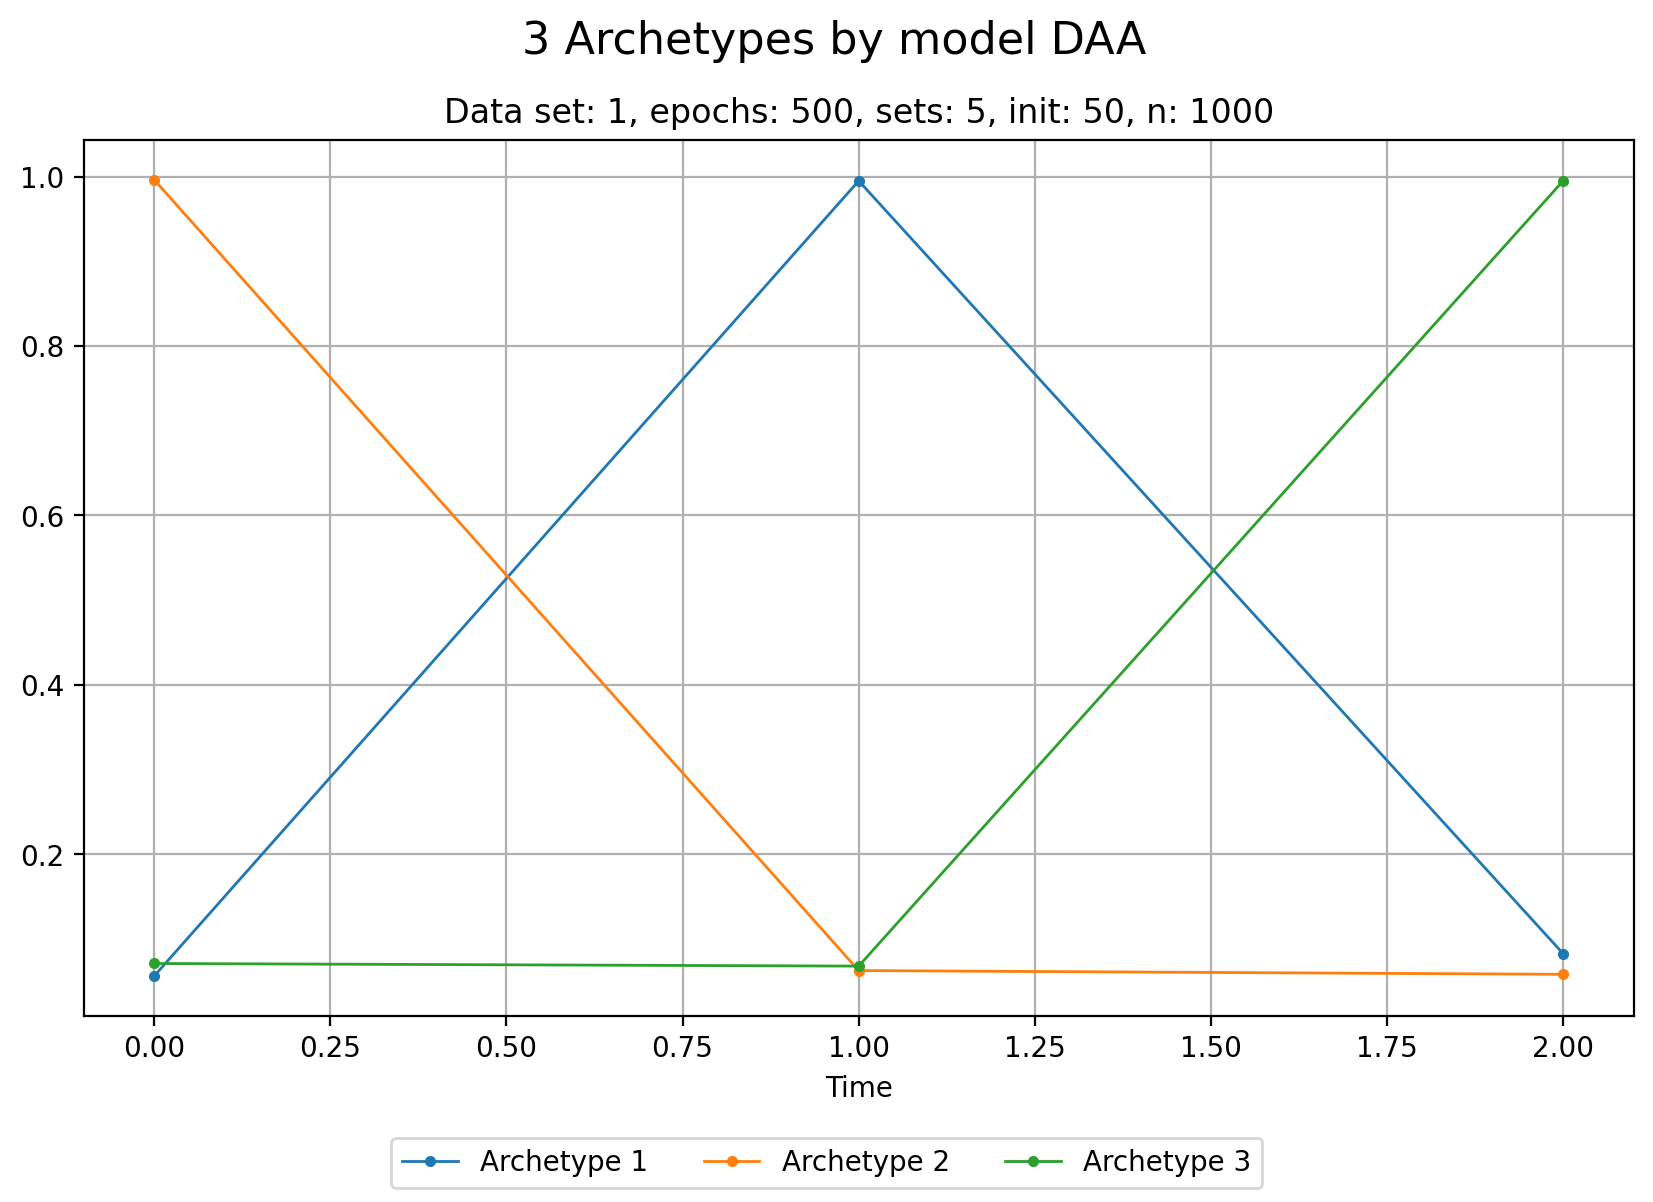 3 Archetypes by model DAA
Data set: 1, epochs: 500, sets: 5, init: 50, n: 1000
1.0
0.8
0.6
0.4
0.2
0.00 0.25 0.50 0.75 1.00 1.25 1.50 1.75 2.00
Time
Archetype 1 Archetype 2 Archetype 3